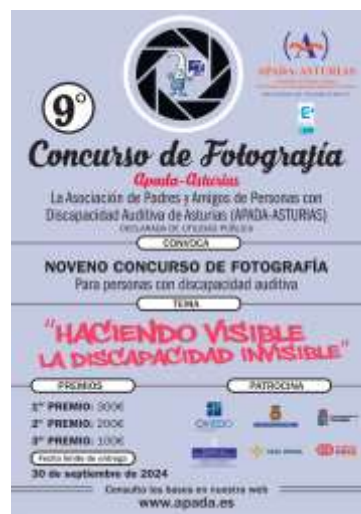 9º
APADA-ASTURIAS
Concurso de Fotografía
Apada-Asturias
La Asociación de Padres y Amigos de Personas con
Discapacidad Auditiva de Asturias (APADA-ASTURIAS)
DECLARADA DE UTILIDAD PÚBLICA
CONVOCA
NOVENO CONCURSO DE FOTOGRAFÍA
Para personas con discapacidad auditiva
TEMA
"HACIENDO VISIBLE
LA DISCAPACIDAD INVISIBLE"
PREMIOS
1er PREMIO: 300€
2º PREMIO: 200€
3er PREMIO: 100€
Fecha límite de entrega
30 de septiembre de 2024
PATROCINA
OVIEDO
Consulta las bases en nuestra web
www.apada.es